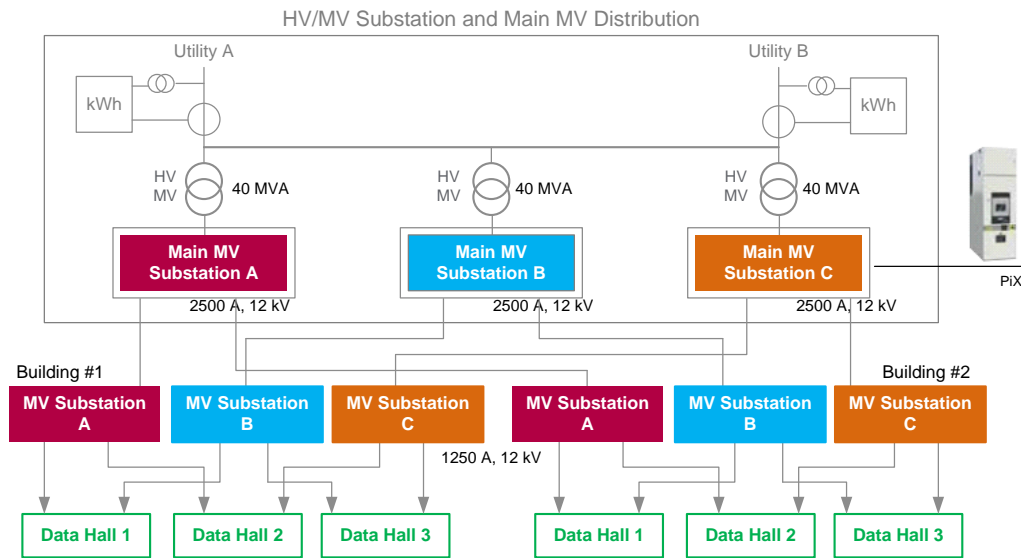 HV/MV Substation and Main MV Distribution
Utility A
Utility B
kWh
kWh
HV
MV
40 MVA
HV
MV
40 MVA
HV
MV
40 MVA
Main MV
Substation A
Main MV
Substation B
Main MV
Substation C
PiX
2500 A, 12 kV
2500 A, 12 kV
2500 A, 12 kV
Building #1
Building #2
MV Substation
A
MV Substation
B
MV Substation
C
MV Substation
A
MV Substation
B
MV Substation
C
1250 A, 12 kV
Data Hall 1
Data Hall 2
Data Hall 3
Data Hall 1
Data Hall 2
Data Hall 3